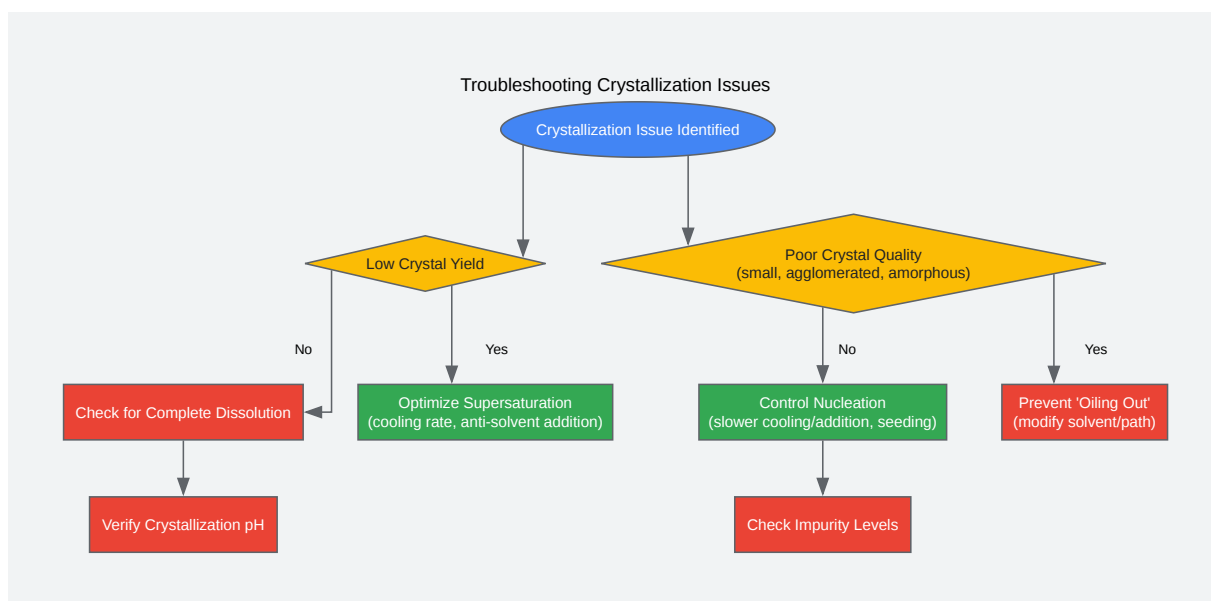 Troubleshooting Crystallization Issues
Crystallization Issue Identified
Low Crystal Yield
Poor Crystal Quality
(small, agglomerated, amorphous)
No
Yes
No
Yes
Check for Complete Dissolution
Optimize Supersaturation
(cooling rate, anti-solvent addition)
Control Nucleation
(slower cooling/addition, seeding)
Prevent 'Oiling Out'
(modify solvent/path)
Verify Crystallization pH
Check Impurity Levels